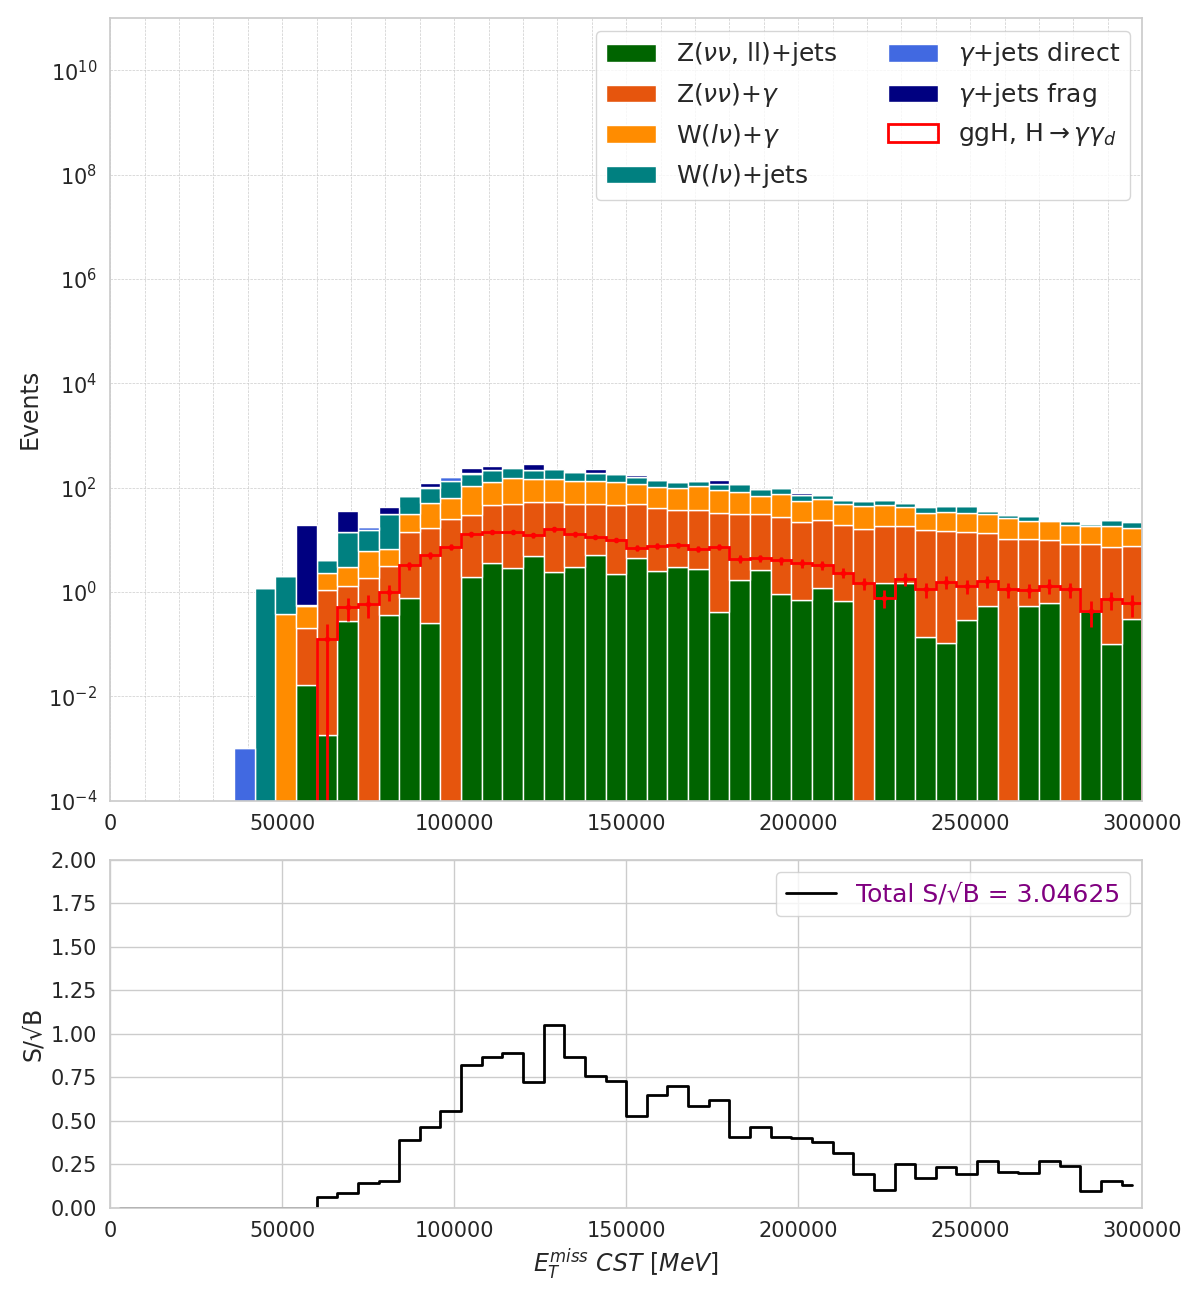 Z(νν, ll)+jets
Z(νν)+γ
W(lν)+γ
W(lν)+jets
γ+jets direct
γ+jets frag
ggH, H→γγ_d
Events
10^10
10^8
10^6
10^4
10^2
10^0
10^−2
10^−4
0 50000 100000 150000 200000 250000 300000
Total S/√B = 3.04625
S/√B
2.00
1.75
1.50
1.25
1.00
0.75
0.50
0.25
0.00
0 50000 100000 150000 200000 250000 300000
E_T^miss CST [MeV]